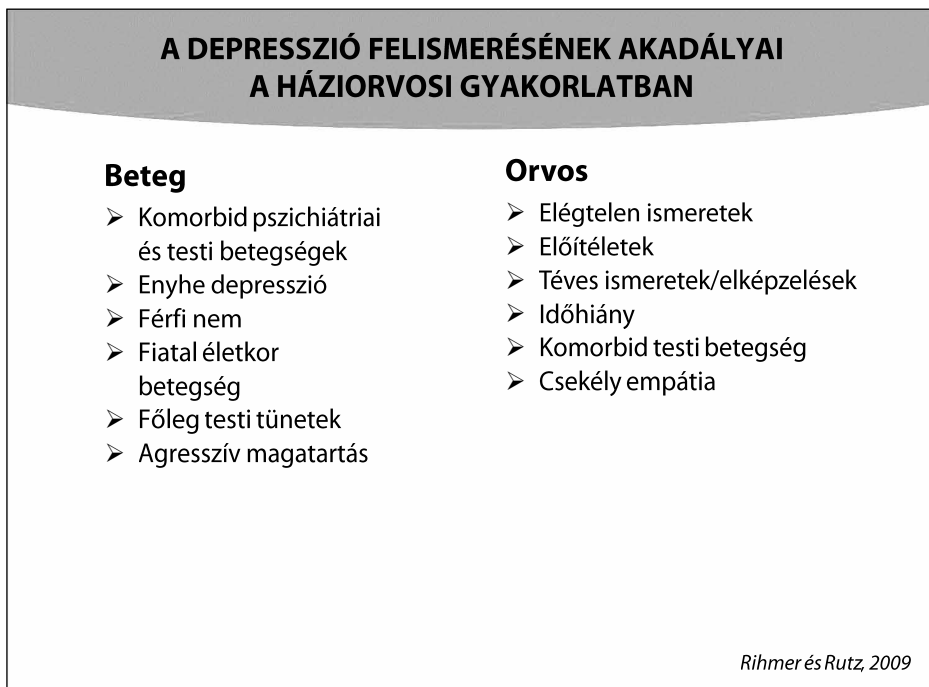 A DEPRESSZIÓ FELISMERÉSÉNEK AKADÁLYAI
A HÁZIORVOSI GYAKORLATBAN
Beteg
➢ Komorbid pszichiátriai
és testi betegségek
➢ Enyhe depresszió
➢ Férfi nem
➢ Fiatal életkor
betegség
➢ Főleg testi tünetek
➢ Agresszív magatartás
Orvos
➢ Elégtelen ismeretek
➢ Előítéletek
➢ Téves ismeretek/elképzelések
➢ Időhiány
➢ Komorbid testi betegség
➢ Csekély empátia
Rihmer és Rutz, 2009